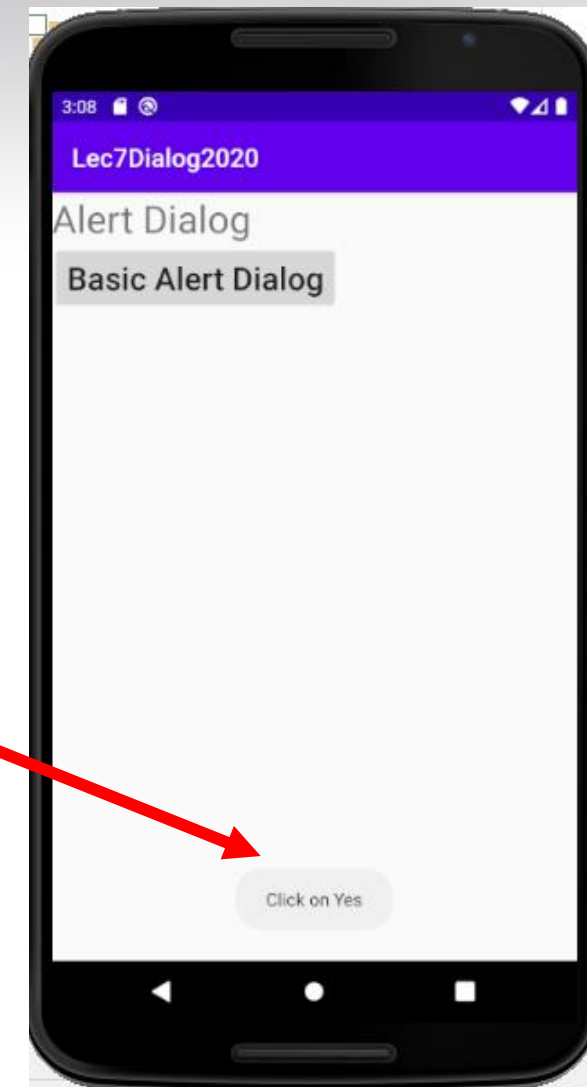 3:08
Lec7Dialog2020
Alert Dialog
Basic Alert Dialog
Click on Yes